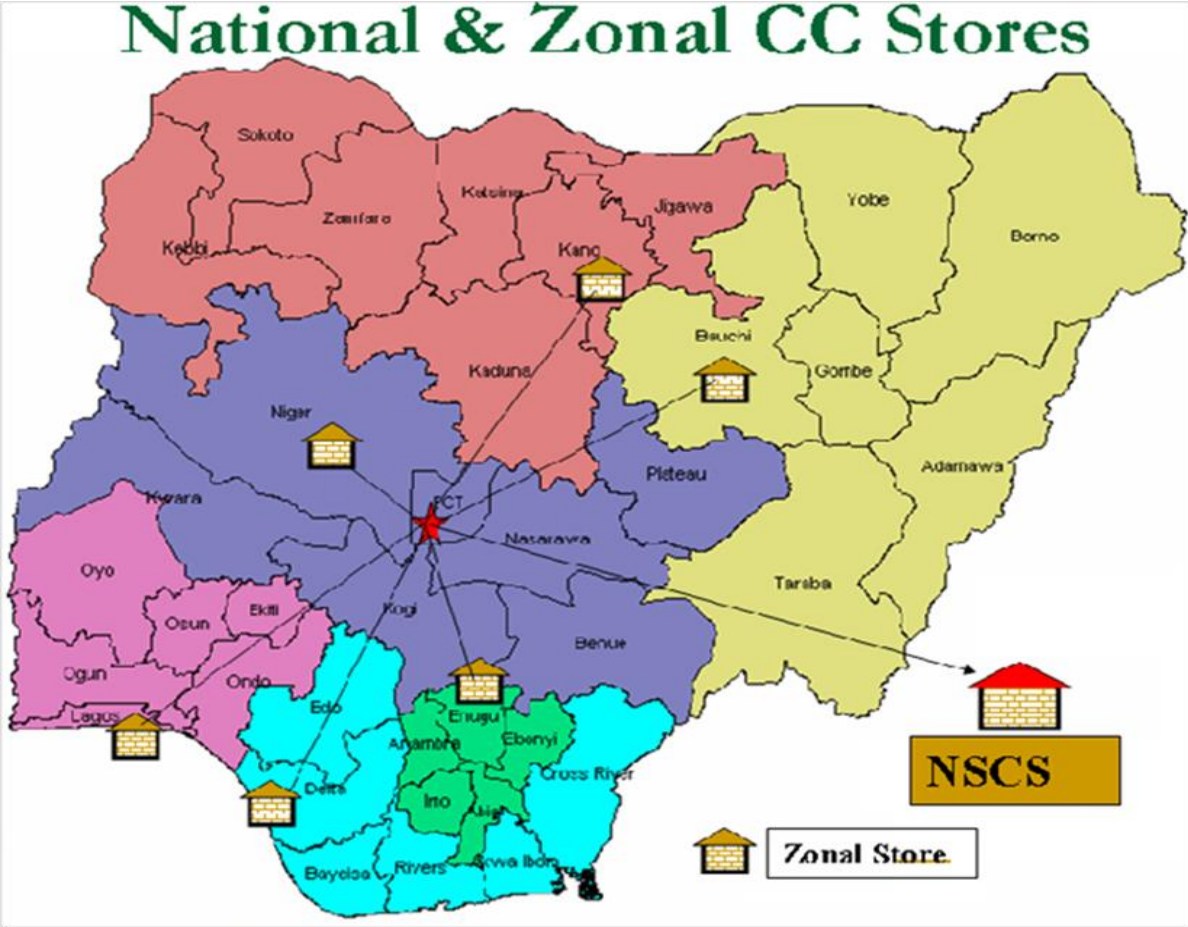 National & Zonal CC Stores
Sokoto
Katsina
Zamfara
Jigawa
Yobe
Borno
Kebbi
Kano
Bauchi
Kaduna
Gombe
Niger
Adamawa
Plateau
Kwara
FCT
Nasarawa
Oyo
Taraba
Ekiti
Osun
Kogi
Benue
Ogun
Ondo
Edo
Lagos
Enugu
Anambra
Ebonyi
Cross River
NSCS
Delta
Imo
Abia
Zonal Store
Akwa Ibom
Rivers
Bayelsa